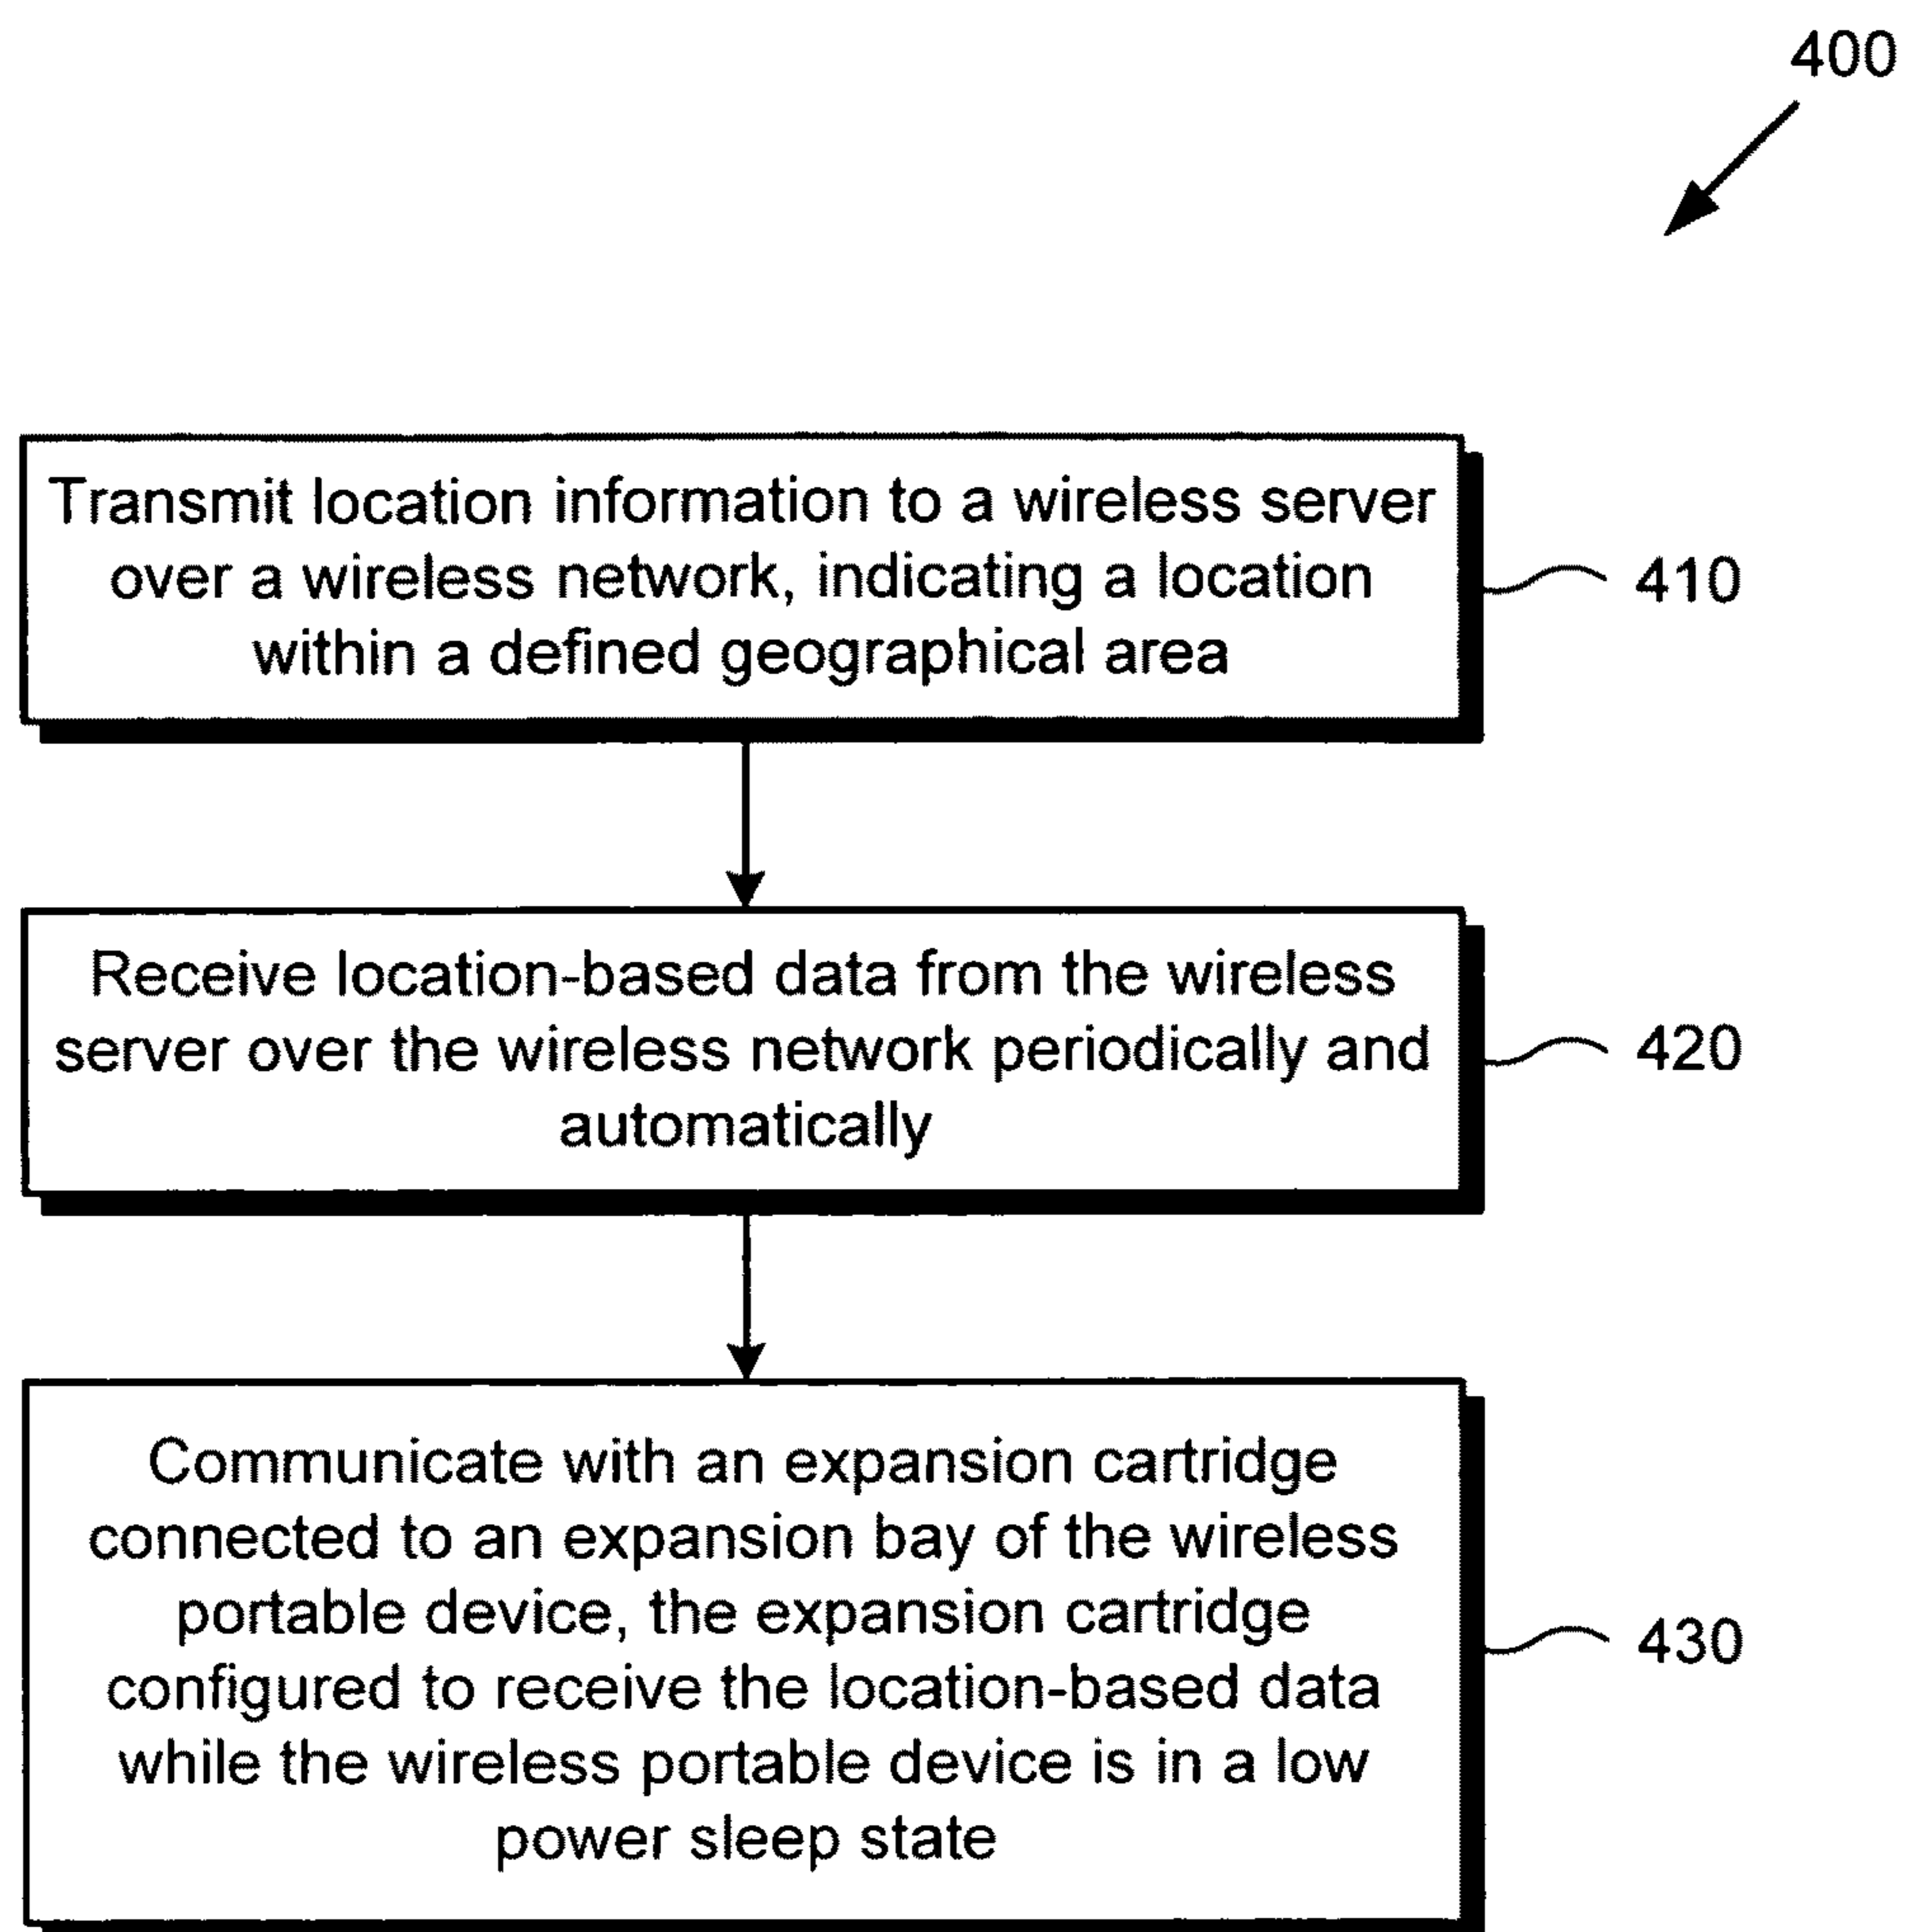 400
Transmit location information to a wireless server
over a wireless network, indicating a location
within a defined geographical area
410
Receive location-based data from the wireless
server over the wireless network periodically and
automatically
420
Communicate with an expansion cartridge
connected to an expansion bay of the wireless
portable device, the expansion cartridge
configured to receive the location-based data
while the wireless portable device is in a low
power sleep state
430